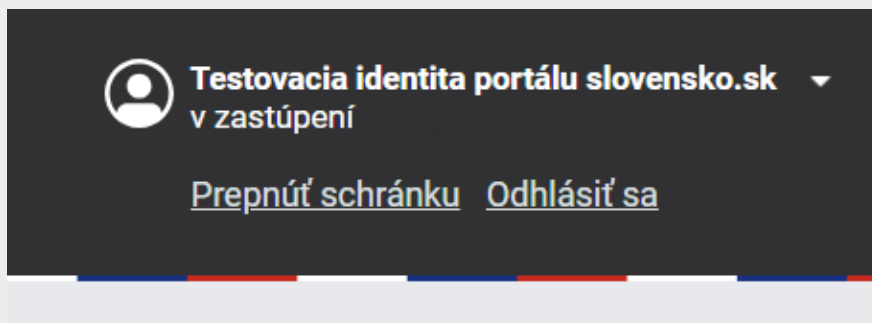 Testovacia identita portálu slovensko.sk
v zastúpení
Prepnúť schránku Odhlásiť sa